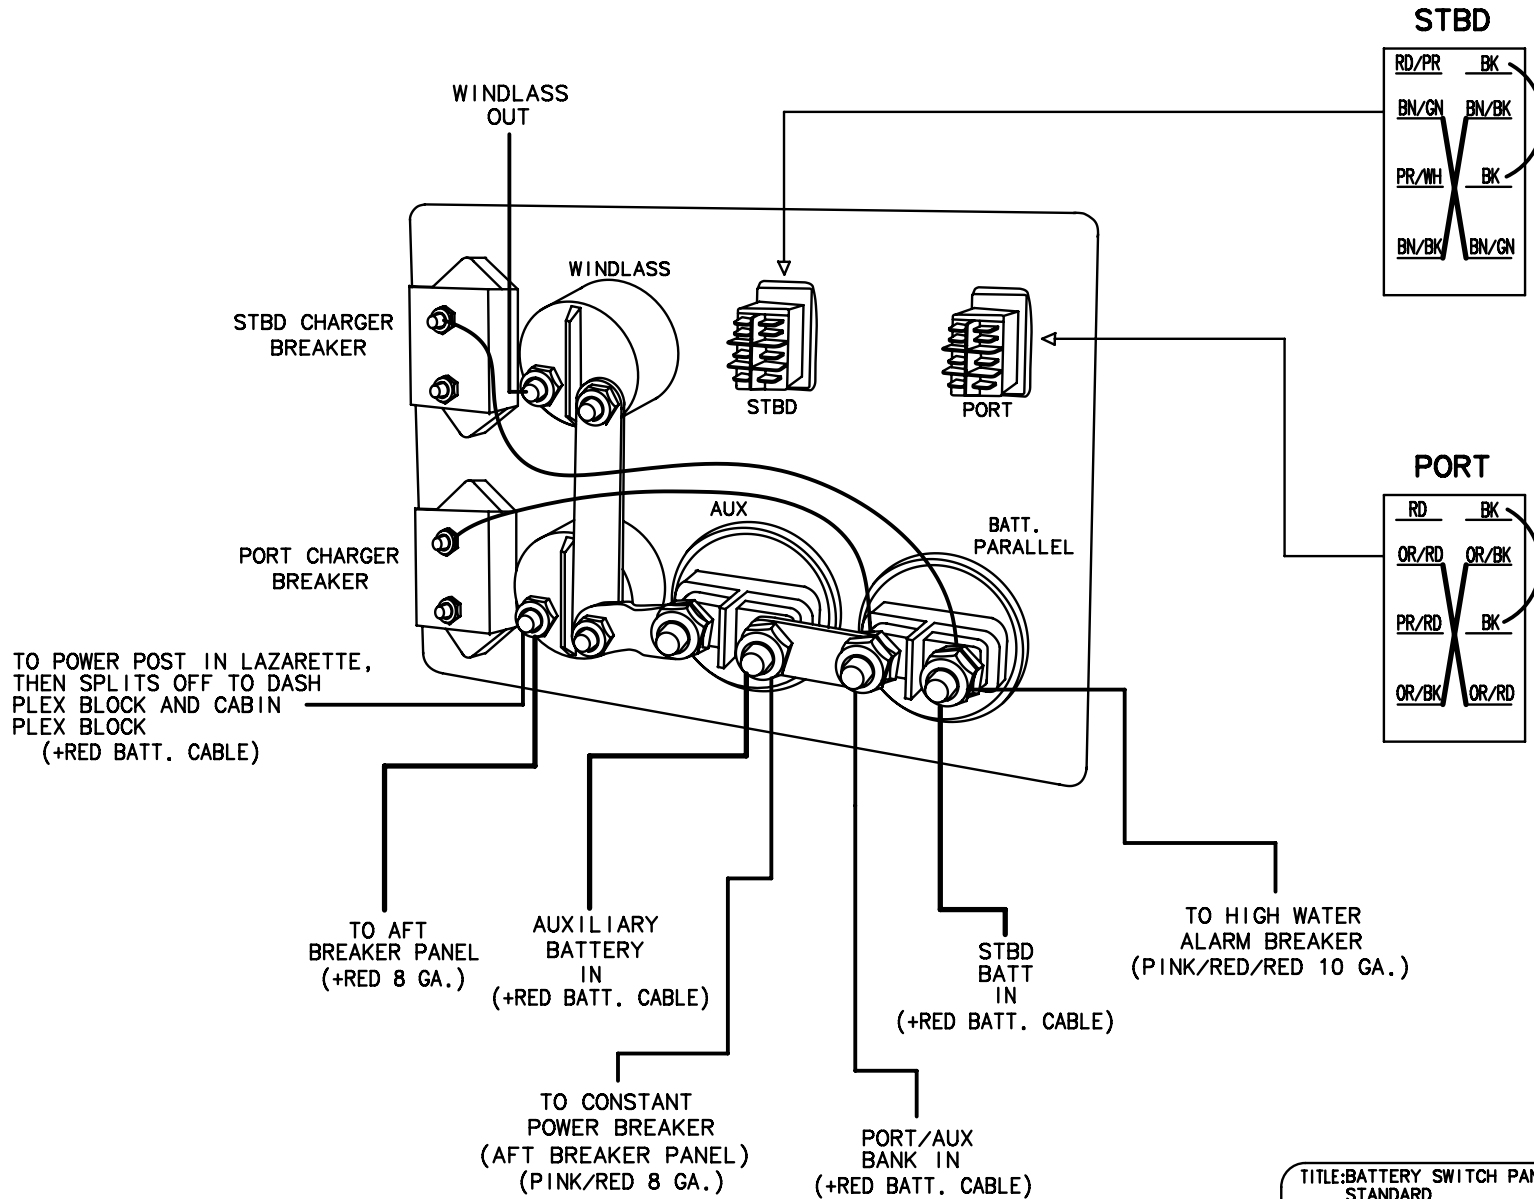 STBD
RD/PR BK
BN/GN BN/BK
PR/WH BK
BN/BK BN/GN
WINDLASS
OUT
WINDLASS
STBD CHARGER
BREAKER
STBD
PORT
PORT
RD BK
OR/RD OR/BK
PR/RD BK
OR/BK OR/RD
AUX
BATT.
PARALLEL
PORT CHARGER
BREAKER
TO POWER POST IN LAZARETTE,
THEN SPLITS OFF TO DASH
PLEX BLOCK AND CABIN
PLEX BLOCK
(+RED BATT. CABLE)
TO AFT
BREAKER PANEL
(+RED 8 GA.)
AUXILIARY
BATTERY
IN
(+RED BATT. CABLE)
STBD
BATT
IN
(+RED BATT. CABLE)
TO HIGH WATER
ALARM BREAKER
(PINK/RED/RED 10 GA.)
TO CONSTANT
POWER BREAKER
(AFT BREAKER PANEL)
(PINK/RED 8 GA.)
PORT/AUX
BANK IN
(+RED BATT. CABLE)
TITLE:BATTERY SWITCH PAN
STANDARD